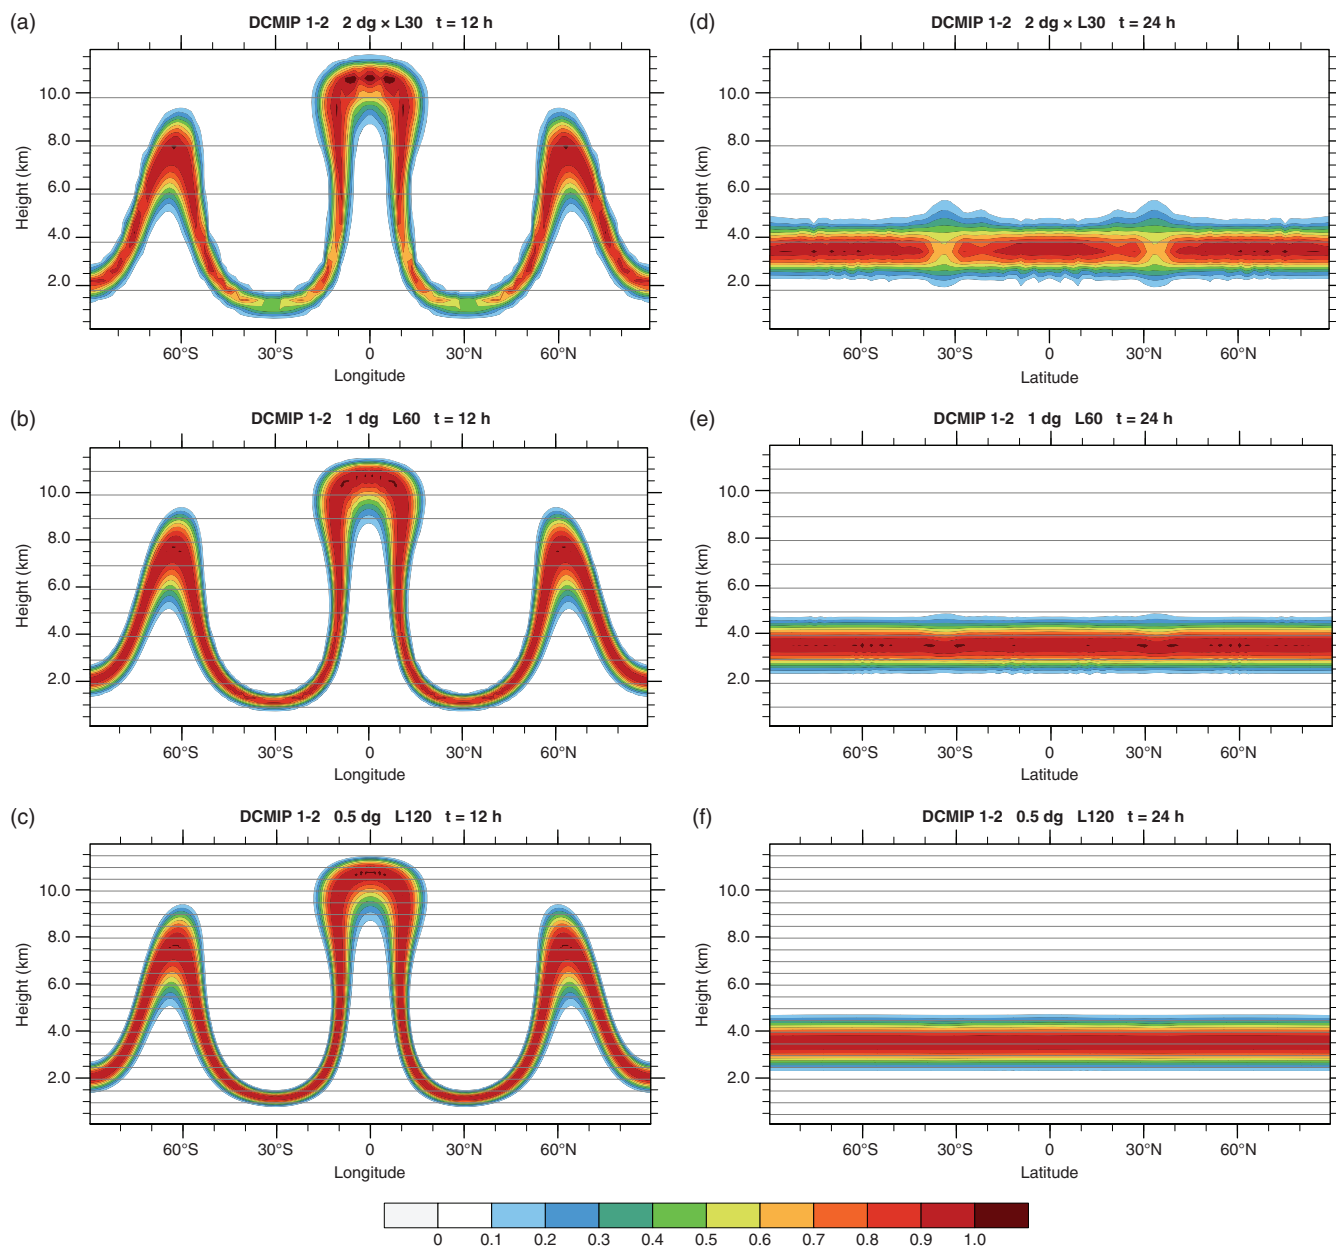 (a)
DCMIP 1-2 2 dg × L30 t = 12 h
10.0
8.0
6.0
4.0
2.0
Height (km)
60°S 30°S 0 30°N 60°N
Longitude
(d)
DCMIP 1-2 2 dg × L30 t = 24 h
10.0
8.0
6.0
4.0
2.0
Height (km)
60°S 30°S 0 30°N 60°N
Latitude
(b)
DCMIP 1-2 1 dg L60 t = 12 h
10.0
8.0
6.0
4.0
2.0
Height (km)
60°S 30°S 0 30°N 60°N
Longitude
(e)
DCMIP 1-2 1 dg L60 t = 24 h
10.0
8.0
6.0
4.0
2.0
Height (km)
60°S 30°S 0 30°N 60°N
Latitude
(c)
DCMIP 1-2 0.5 dg L120 t = 12 h
10.0
8.0
6.0
4.0
2.0
Height (km)
60°S 30°S 0 30°N 60°N
Longitude
(f)
DCMIP 1-2 0.5 dg L120 t = 24 h
10.0
8.0
6.0
4.0
2.0
Height (km)
60°S 30°S 0 30°N 60°N
Latitude
0 0.1 0.2 0.3 0.4 0.5 0.6 0.7 0.8 0.9 1.0